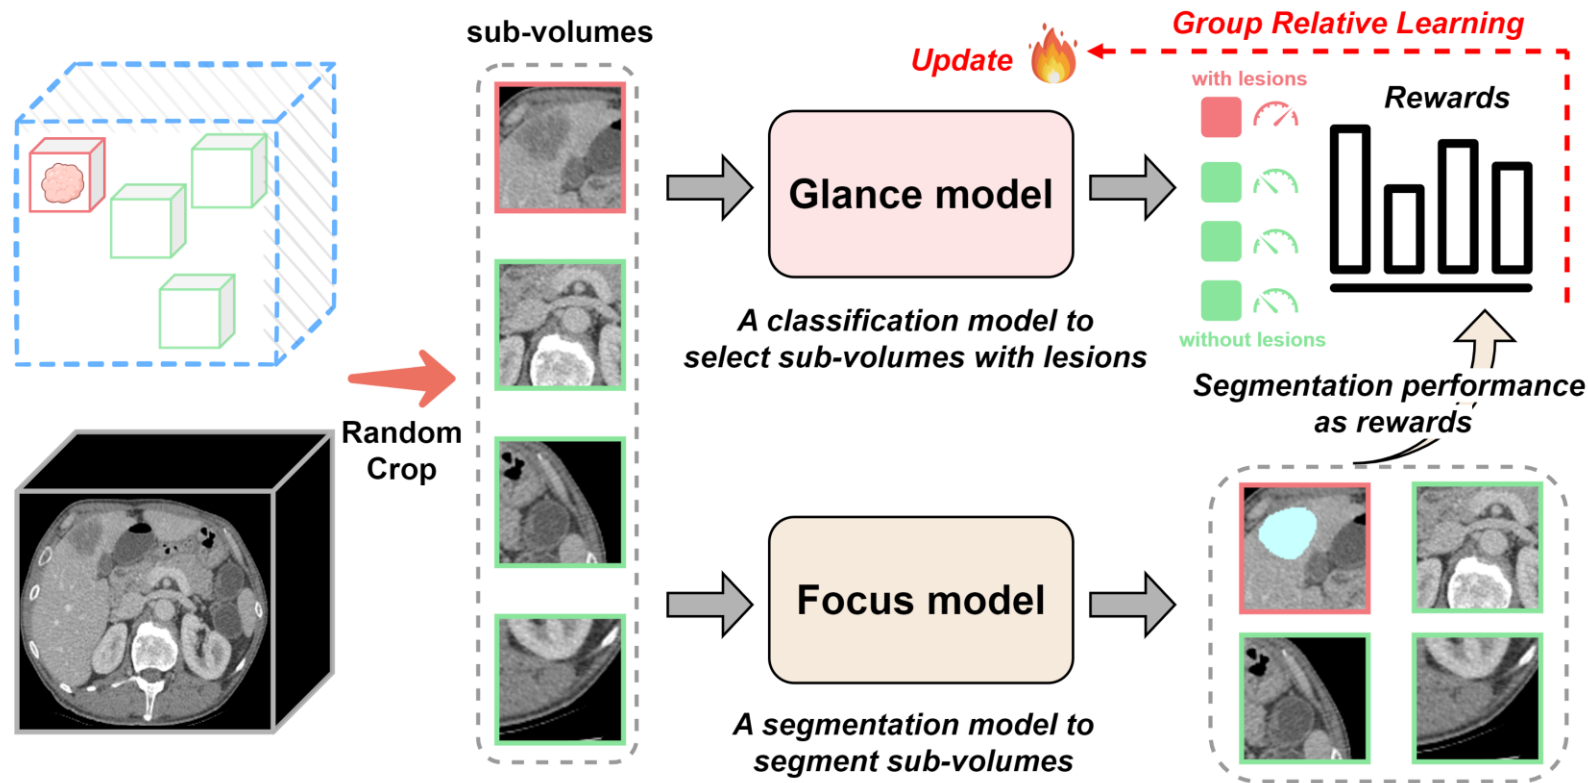 sub-volumes
Random
Crop
Glance model
A classification model to
select sub-volumes with lesions
Focus model
A segmentation model to
segment sub-volumes
Group Relative Learning
Update
with lesions
Rewards
without lesions
Segmentation performance
as rewards